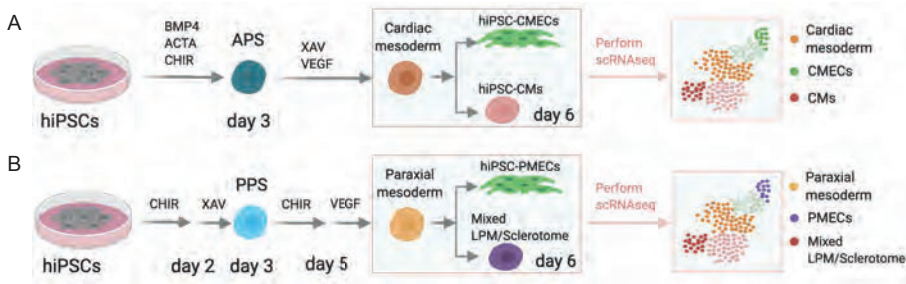 A
BMP4
ACTA
CHIR
APS
XAV
VEGF
Cardiac
mesoderm
hiPSC-CMECs
hiPSC-CMs
Perform
scRNAseq
Cardiac
mesoderm
CMECs
CMs
hiPSCs
day 3
day 6
B
CHIR
XAV
PPS
CHIR
VEGF
Paraxial
mesoderm
hiPSC-PMECs
Mixed
LPM/Sclerotome
Perform
scRNAseq
Paraxial
mesoderm
PMECs
Mixed
LPM/Sclerotome
hiPSCs
day 2
day 3
day 5
day 6